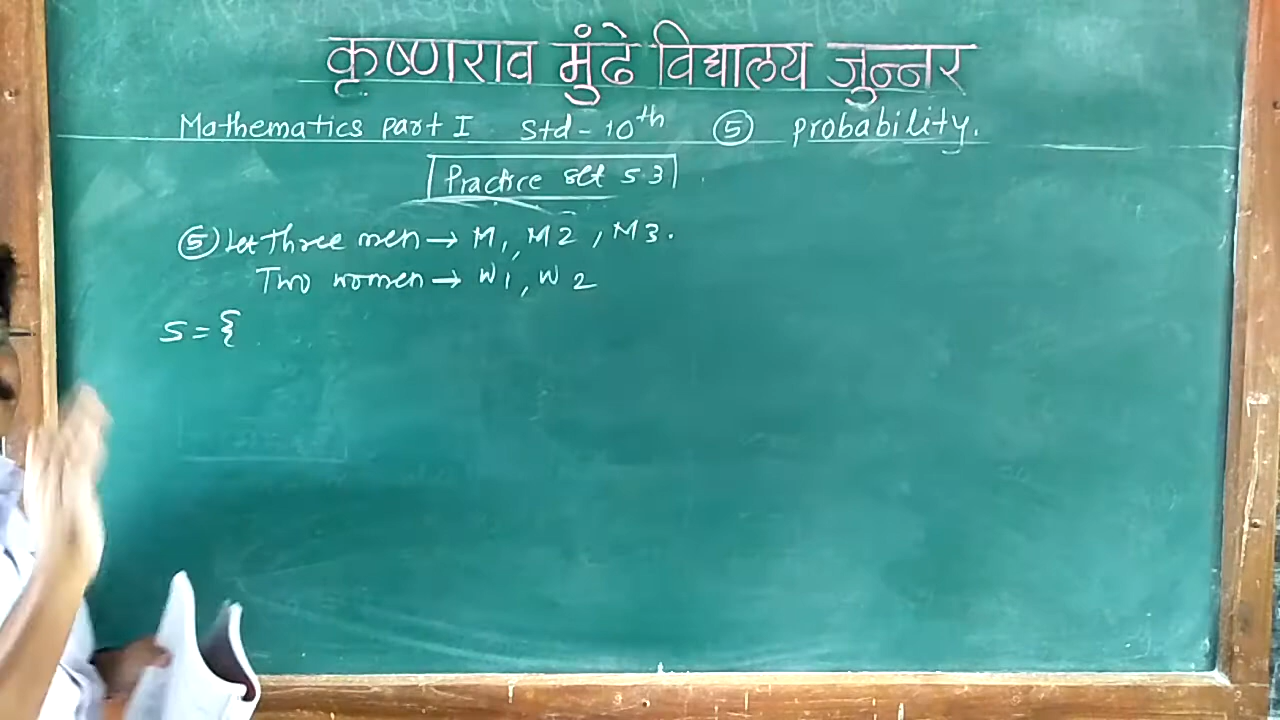 कृष्णराव मुंढे विद्यालय जुन्नर
Mathematics part I Std - 10th ⑤ probability.
Practice set 5.3
⑤ Let Three men → M1, M2, M3.
Two women → W1, W2
S = {